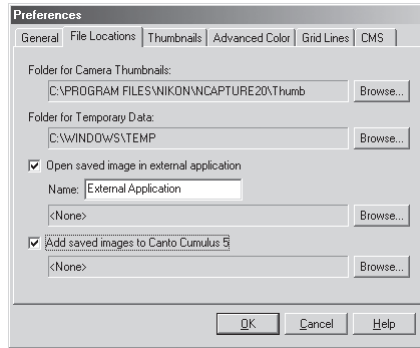 Preferences
General File Locations Thumbnails Advanced Color Grid Lines CMS
Folder for Camera Thumbnails:
C:\PROGRAM FILES\NIKON\NCAPTURE20\Thumb Browse...
Folder for Temporary Data:
C:\WINDOWS\TEMP Browse...
Open saved image in external application
Name: External Application
<None> Browse...
Add saved images to Canto Cumulus 5
<None> Browse...
OK Cancel Help